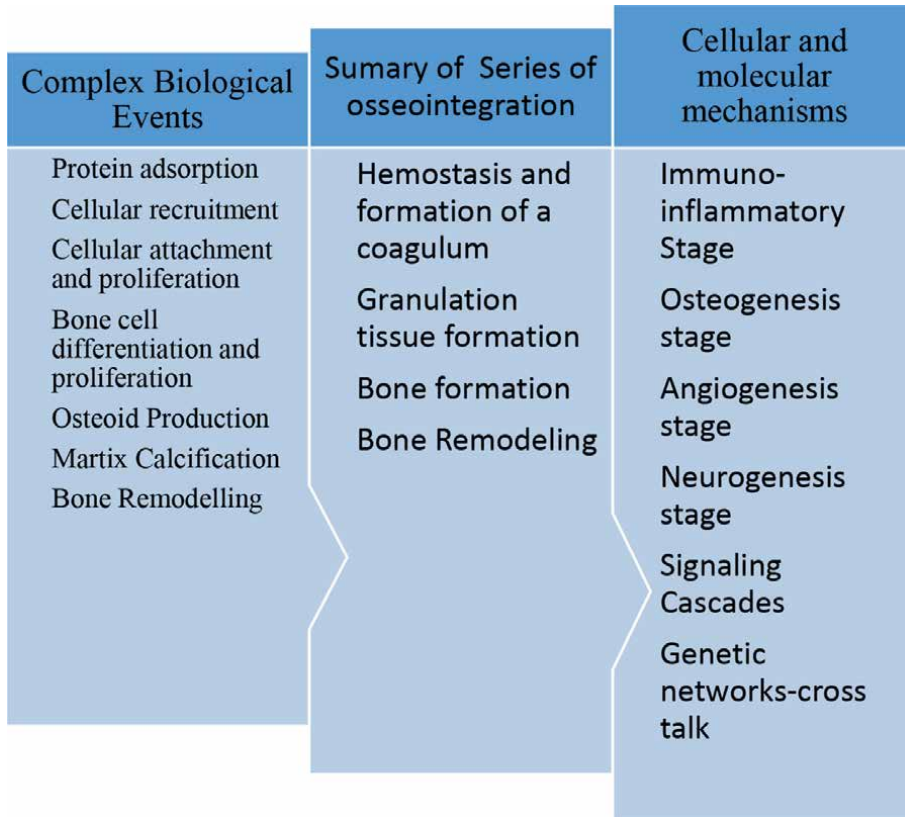 Complex Biological
Events
Protein adsorption
Cellular recruitment
Cellular attachment
and proliferation
Bone cell
differentiation and
proliferation
Osteoid Production
Martix Calcification
Bone Remodelling
Sumary of Series of
osseointegration
Hemostasis and
formation of a
coagulum
Granulation
tissue formation
Bone formation
Bone Remodeling
Cellular and
molecular
mechanisms
Immuno-
inflammatory
Stage
Osteogenesis
stage
Angiogenesis
stage
Neurogenesis
stage
Signaling
Cascades
Genetic
networks-cross
talk